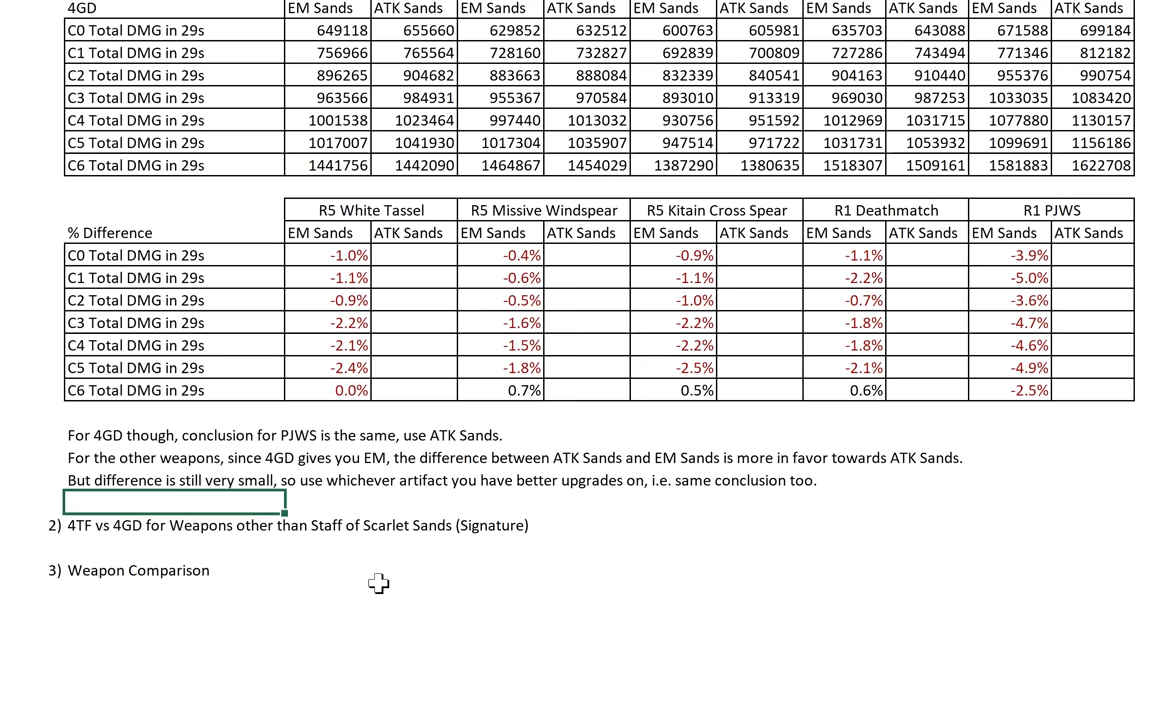 4GD EM Sands ATK Sands EM Sands ATK Sands EM Sands ATK Sands EM Sands ATK Sands EM Sands ATK Sands
C0 Total DMG in 29s 649118 655660 629852 632512 600763 605981 635703 643088 671588 699184
C1 Total DMG in 29s 756966 765564 728160 732827 692839 700809 727286 743494 771346 812182
C2 Total DMG in 29s 896265 904682 883663 888084 832339 840541 904163 910440 955376 990754
C3 Total DMG in 29s 963566 984931 955367 970584 893010 913319 969030 987253 1033035 1083420
C4 Total DMG in 29s 1001538 1023464 997440 1013032 930756 951592 1012969 1031715 1077880 1130157
C5 Total DMG in 29s 1017007 1041930 1017304 1035907 947514 971722 1031731 1053932 1099691 1156186
C6 Total DMG in 29s 1441756 1442090 1464867 1454029 1387290 1380635 1518307 1509161 1581883 1622708
R5 White Tassel R5 Missive Windspear R5 Kitain Cross Spear R1 Deathmatch R1 PJWS
% Difference EM Sands ATK Sands EM Sands ATK Sands EM Sands ATK Sands EM Sands ATK Sands EM Sands ATK Sands
C0 Total DMG in 29s -1.0% -0.4% -0.9% -1.1% -3.9%
C1 Total DMG in 29s -1.1% -0.6% -1.1% -2.2% -5.0%
C2 Total DMG in 29s -0.9% -0.5% -1.0% -0.7% -3.6%
C3 Total DMG in 29s -2.2% -1.6% -2.2% -1.8% -4.7%
C4 Total DMG in 29s -2.1% -1.5% -2.2% -1.8% -4.6%
C5 Total DMG in 29s -2.4% -1.8% -2.5% -2.1% -4.9%
C6 Total DMG in 29s 0.0% 0.7% 0.5% 0.6% -2.5%
For 4GD though, conclusion for PJWS is the same, use ATK Sands.
For the other weapons, since 4GD gives you EM, the difference between ATK Sands and EM Sands is more in favor towards ATK Sands.
But difference is still very small, so use whichever artifact you have better upgrades on, i.e. same conclusion too.
2) 4TF vs 4GD for Weapons other than Staff of Scarlet Sands (Signature)
3) Weapon Comparison